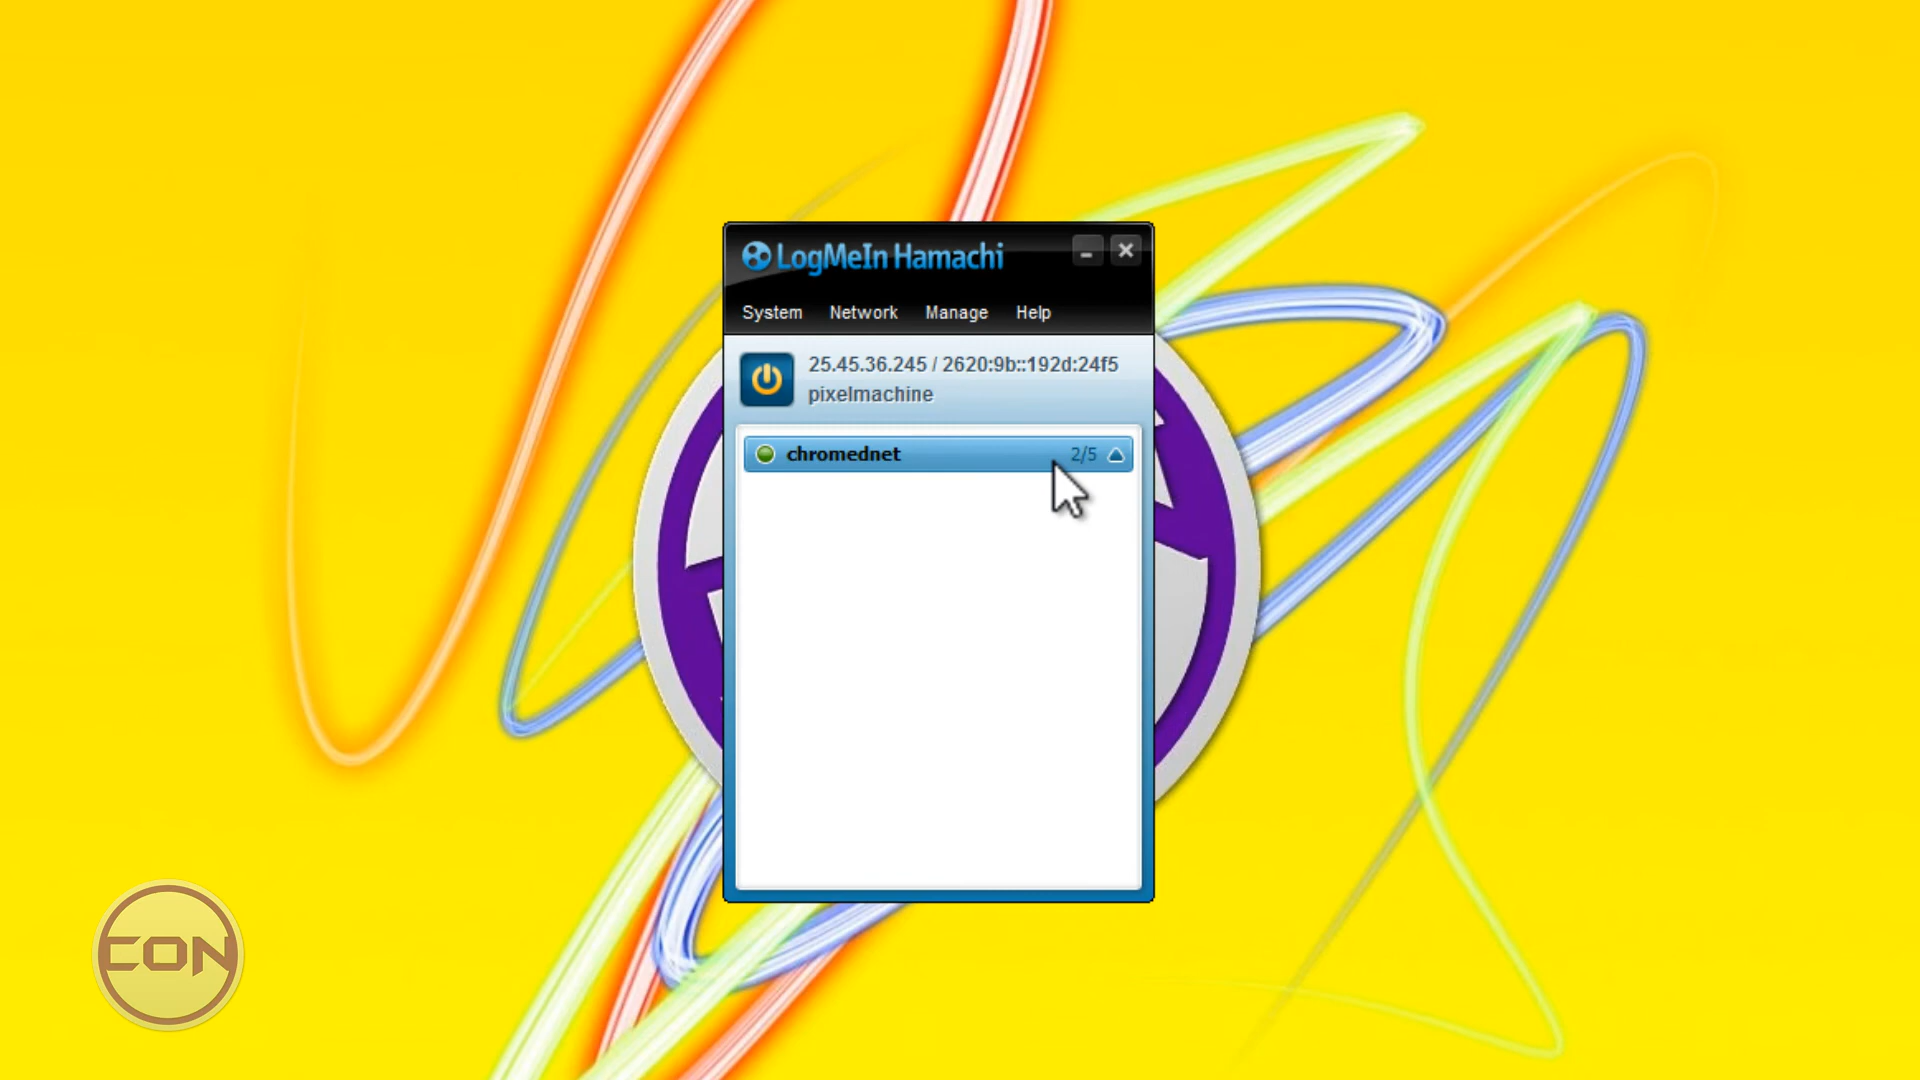 LogMeIn Hamachi
System Network Manage Help
25.45.36.245 / 2620:9b::192d:24f5
pixelmachine
chromednet 2/5
CON